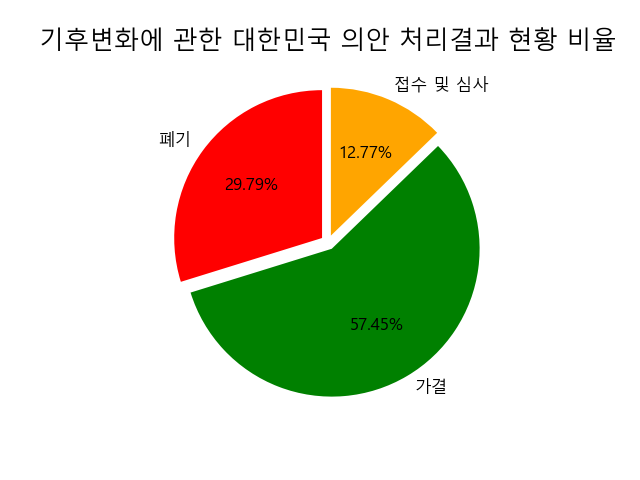 기후변화에 관한 대한민국 의안 처리결과 현황 비율
접수 및 심사
폐기
12.77%
29.79%
57.45%
가결